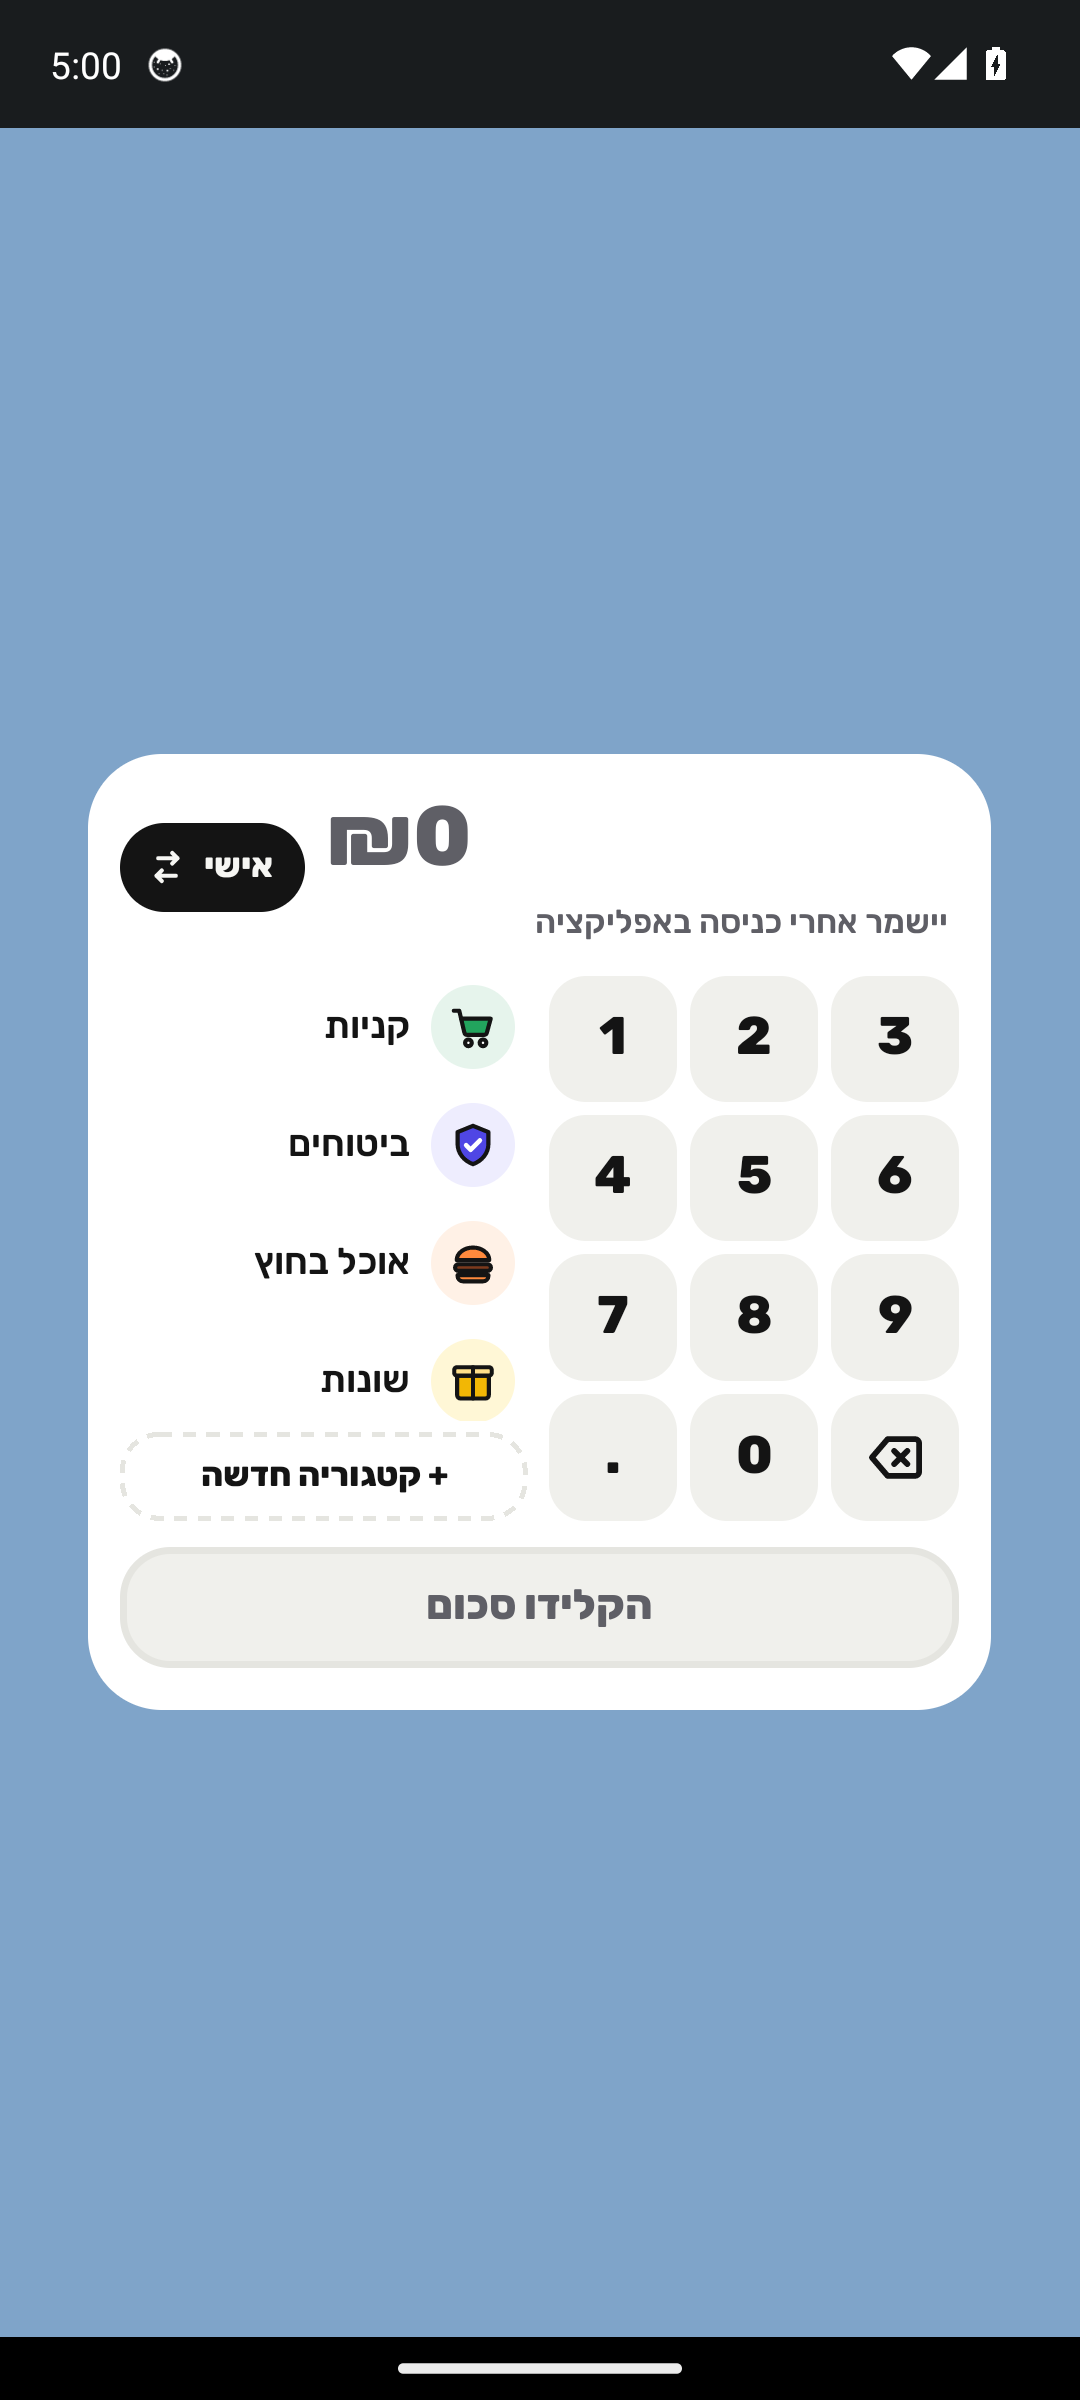 5:00
₪0
אישי
יישמר אחרי כניסה באפליקציה
1 2 3
4 5 6
7 8 9
. 0
קניות
ביטוחים
אוכל בחוץ
שונות
+ קטגוריה חדשה
הקלידו סכום